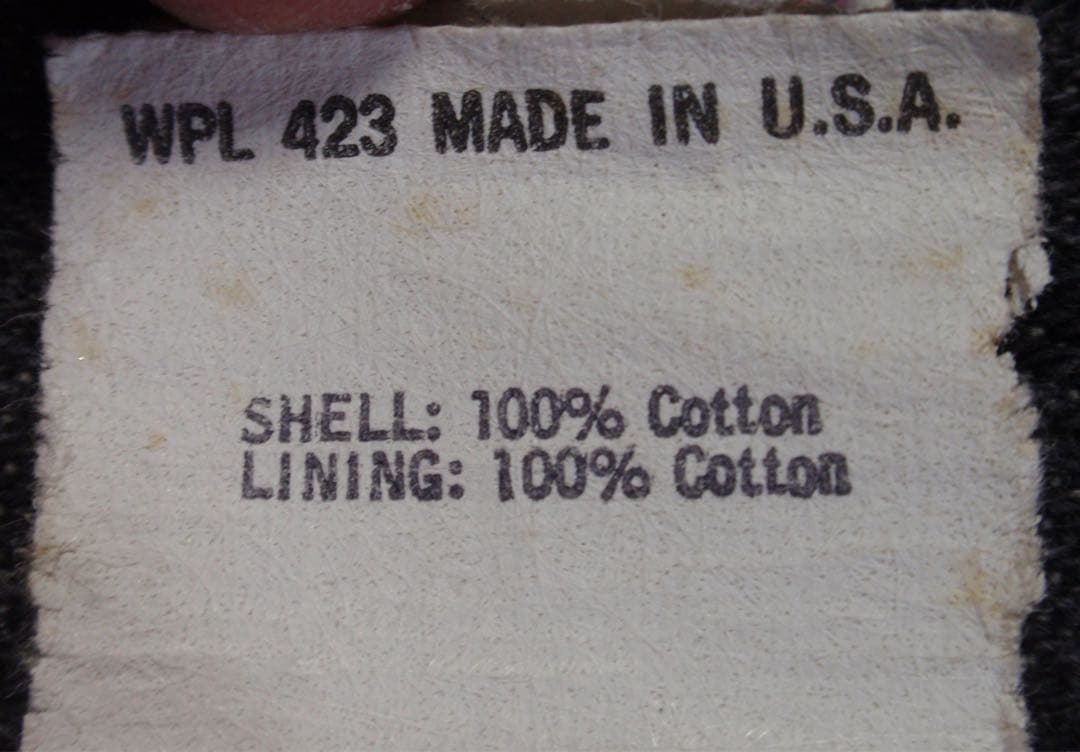 WPL 423 MADE IN U.S.A.
SHELL: 100% Cotton
LINING: 100% Cotton